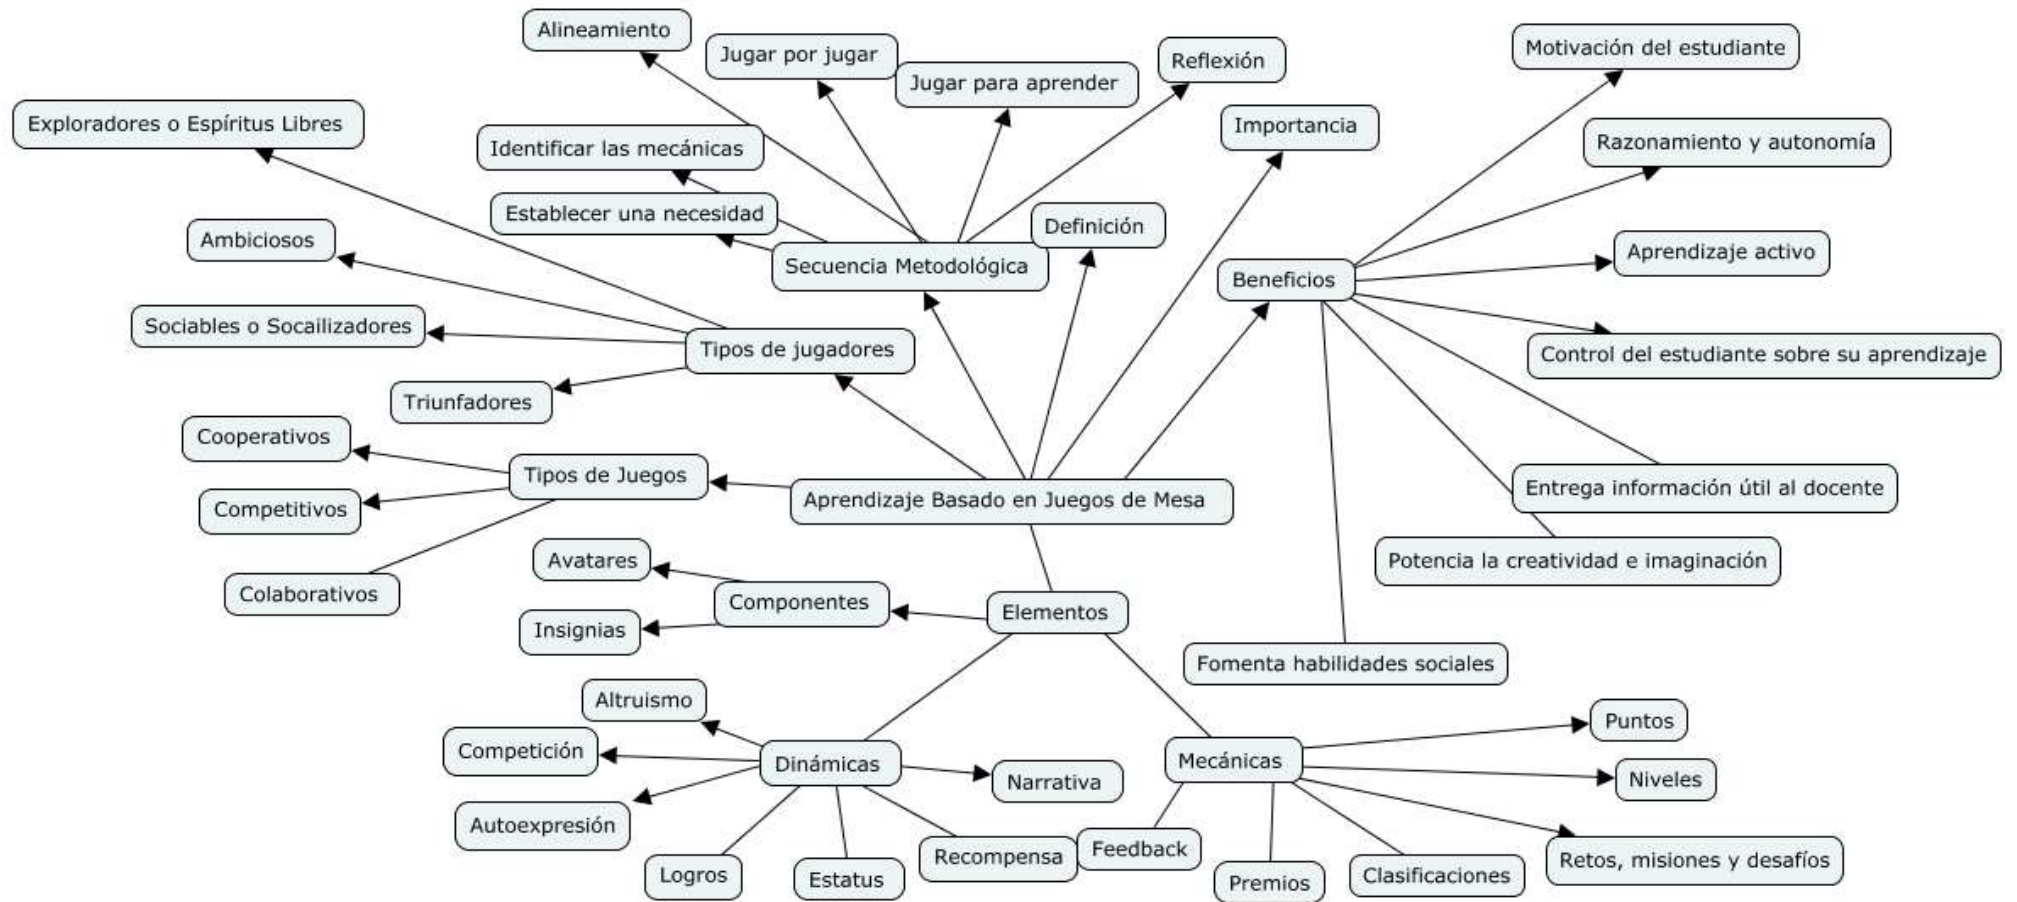 Alineamiento
Jugar por jugar
Jugar para aprender
Reflexión
Motivación del estudiante
Exploradores o Espíritus Libres
Identificar las mecánicas
Importancia
Razonamiento y autonomía
Establecer una necesidad
Definición
Ambiciosos
Secuencia Metodológica
Beneficios
Aprendizaje activo
Sociables o Socailizadores
Tipos de jugadores
Control del estudiante sobre su aprendizaje
Triunfadores
Cooperativos
Tipos de Juegos
Aprendizaje Basado en Juegos de Mesa
Entrega información útil al docente
Competitivos
Avatares
Potencia la creatividad e imaginación
Colaborativos
Componentes
Elementos
Insignias
Fomenta habilidades sociales
Altruismo
Puntos
Competición
Dinámicas
Narrativa
Mecánicas
Niveles
Autoexpresión
Logros
Estatus
Recompensa
Feedback
Premios
Clasificaciones
Retos, misiones y desafíos